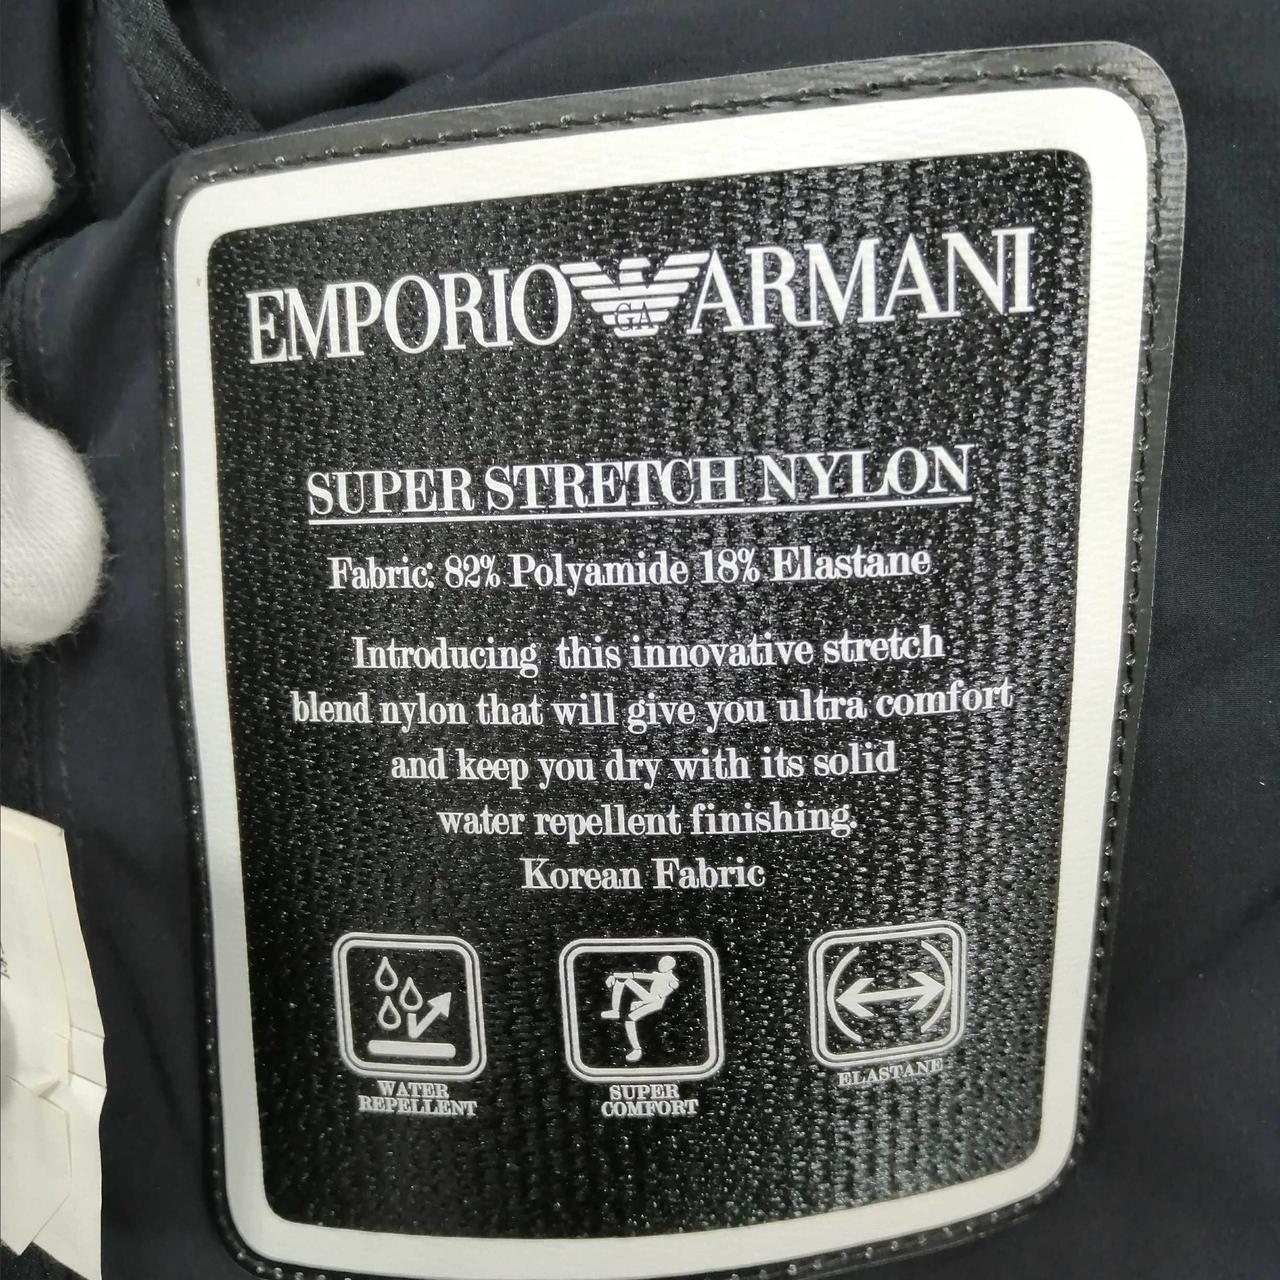 EMPORIO GA ARMANI
SUPER STRETCH NYLON
Fabric: 82% Polyamide 18% Elastane
Introducing this innovative stretch
blend nylon that will give you ultra comfort
and keep you dry with its solid
water repellent finishing.
Korean Fabric
WATER
REPELLENT
SUPER
COMFORT
ELASTANE